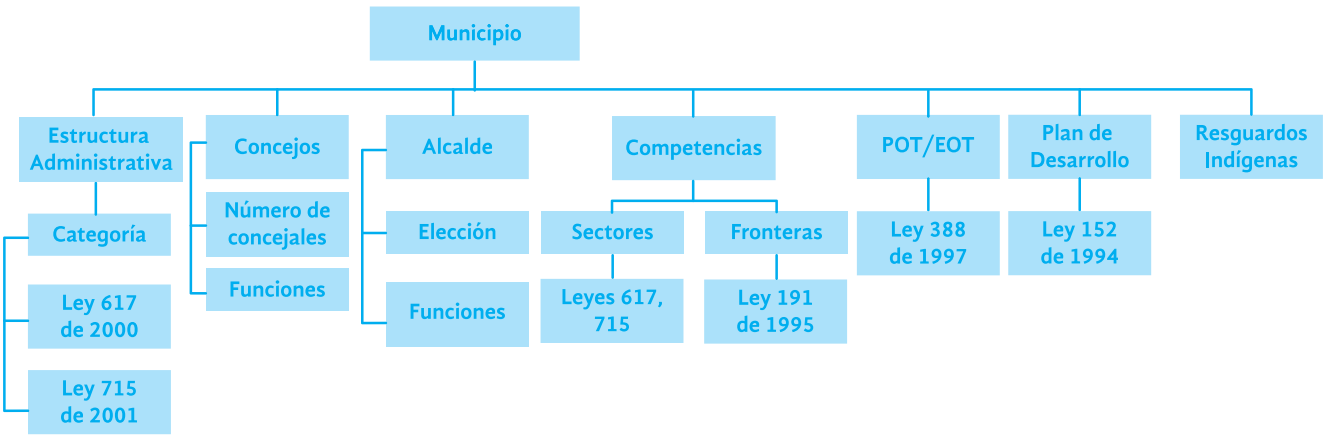 Municipio
Estructura
Administrativa
Categoría
Ley 617
de 2000
Ley 715
de 2001
Concejos
Número de
concejales
Funciones
Alcalde
Elección
Funciones
Competencias
Sectores
Leyes 617,
715
Fronteras
Ley 191
de 1995
POT/EOT
Ley 388
de 1997
Plan de
Desarrollo
Ley 152
de 1994
Resguardos
Indígenas